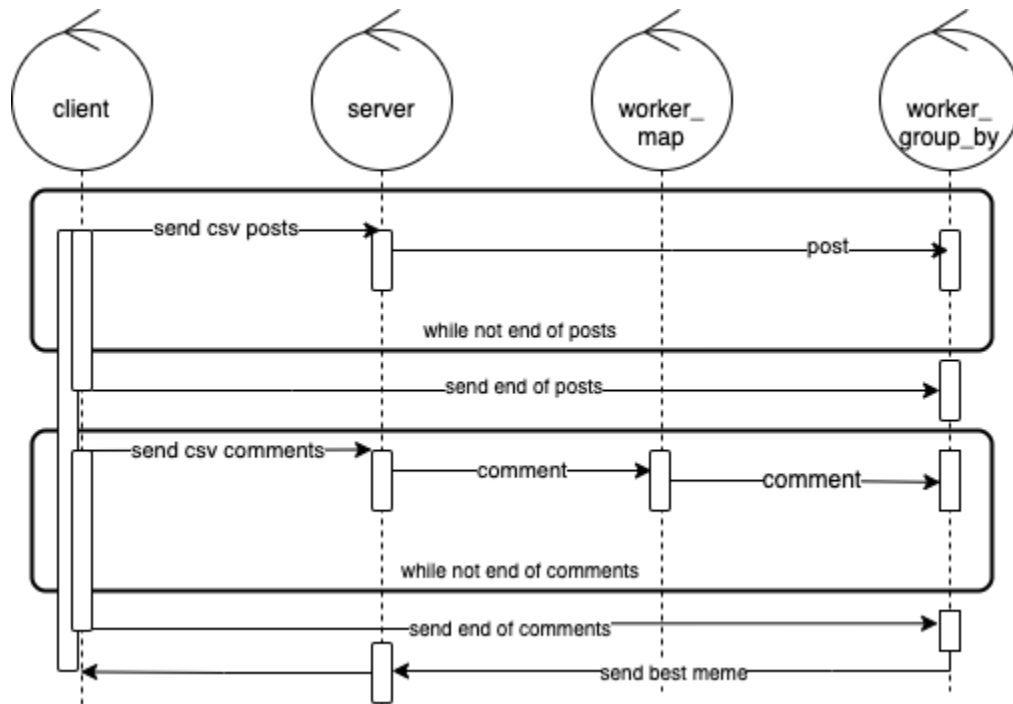 client
server
worker_
map
worker_
group_by
send csv posts
post
while not end of posts
send end of posts
send csv comments
comment
comment
while not end of comments
send end of comments
send best meme